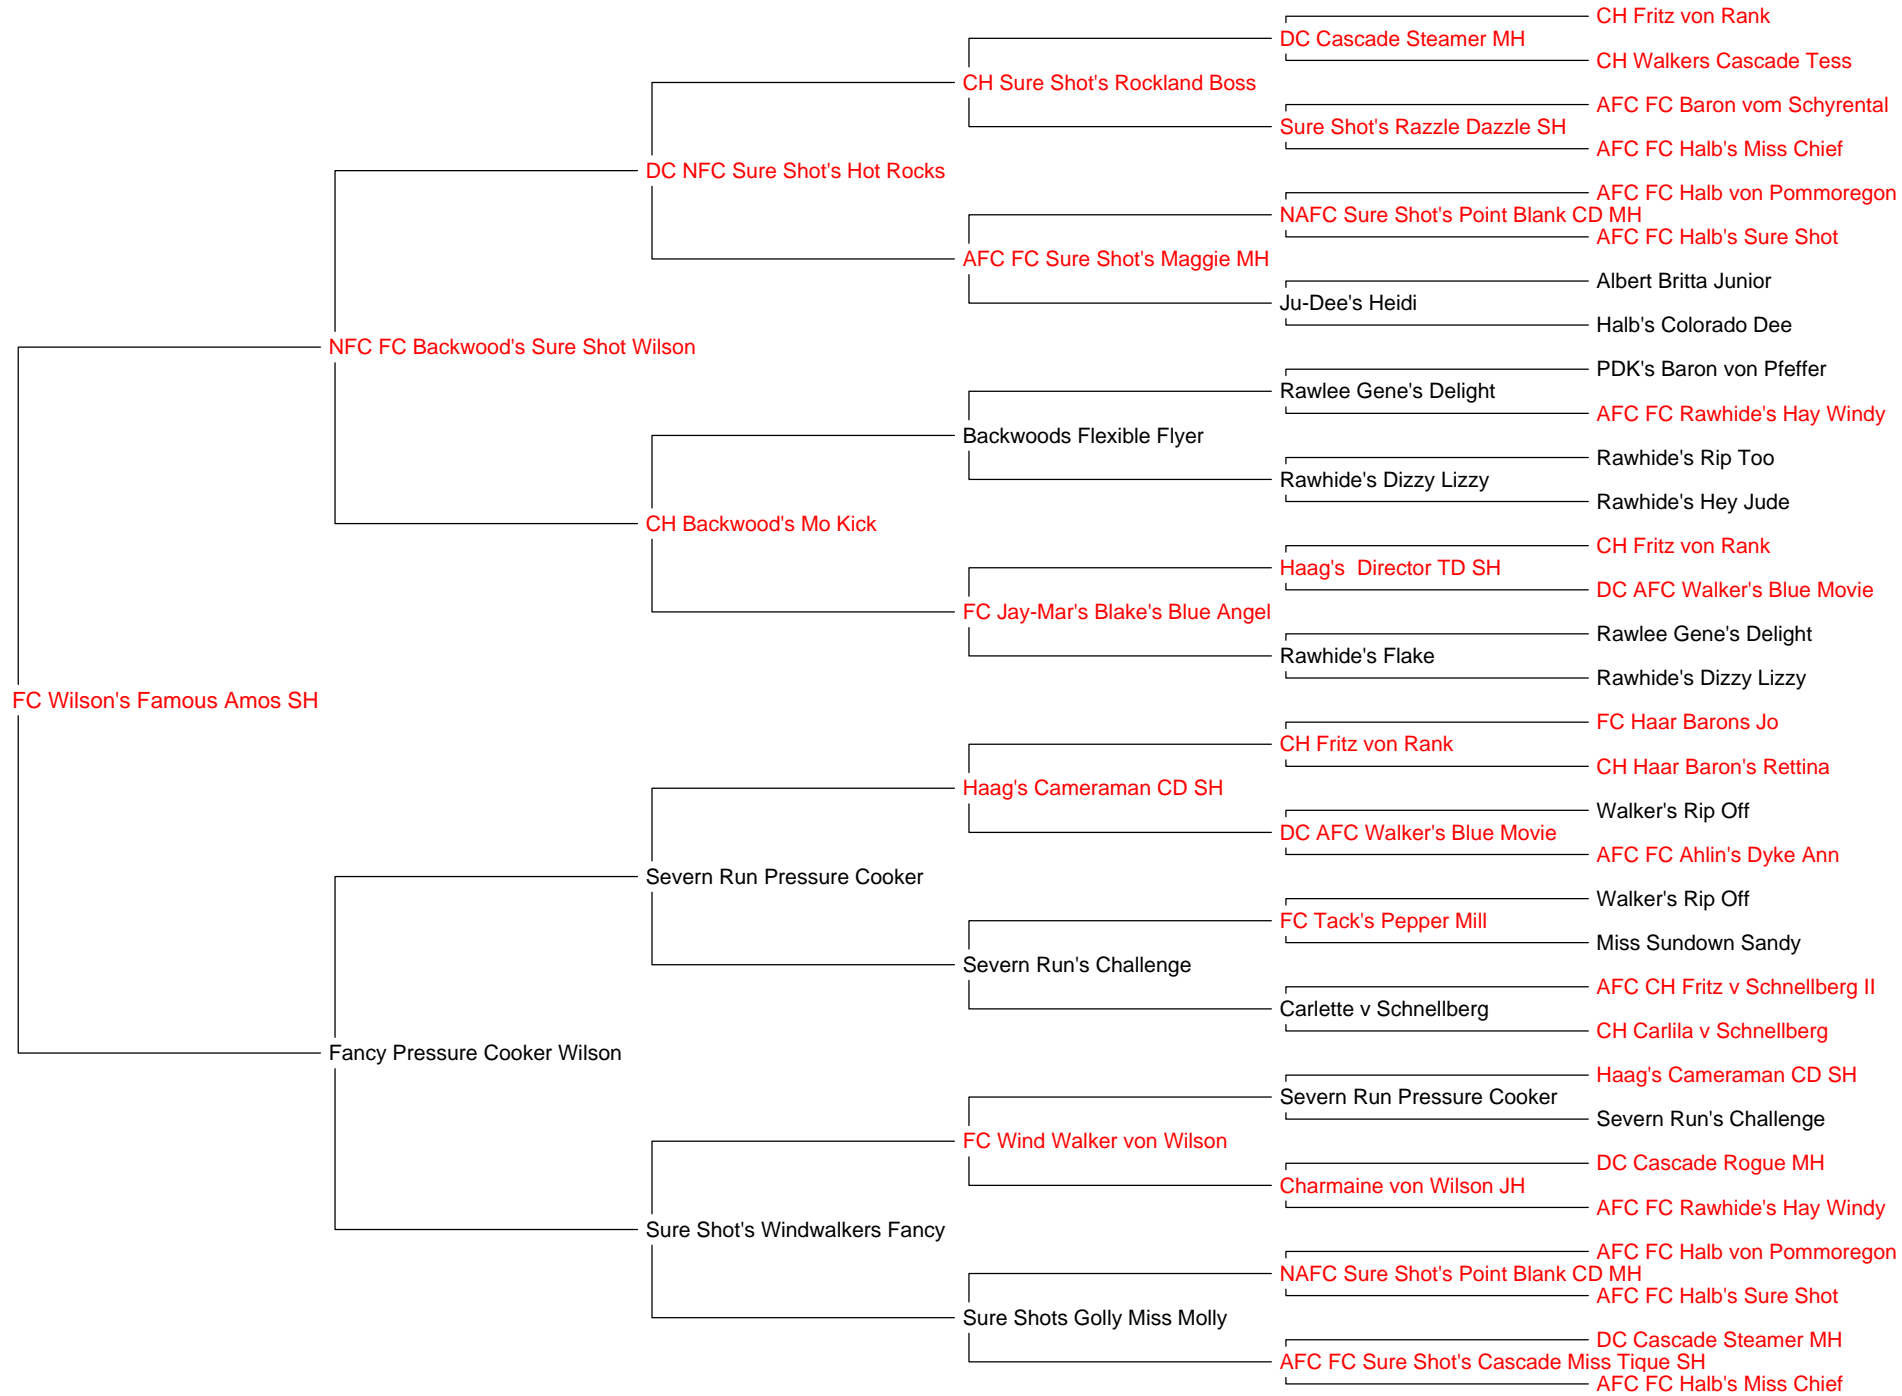 CH Fritz von Rank
DC Cascade Steamer MH
CH Walkers Cascade Tess
CH Sure Shot's Rockland Boss
AFC FC Baron vom Schyrental
Sure Shot's Razzle Dazzle SH
AFC FC Halb's Miss Chief
DC NFC Sure Shot's Hot Rocks
AFC FC Halb von Pommoregon
NAFC Sure Shot's Point Blank CD MH
AFC FC Halb's Sure Shot
AFC FC Sure Shot's Maggie MH
Albert Britta Junior
Ju-Dee's Heidi
Halb's Colorado Dee
NFC FC Backwood's Sure Shot Wilson
PDK's Baron von Pfeffer
Rawlee Gene's Delight
AFC FC Rawhide's Hay Windy
Backwoods Flexible Flyer
Rawhide's Rip Too
Rawhide's Dizzy Lizzy
Rawhide's Hey Jude
CH Backwood's Mo Kick
CH Fritz von Rank
Haag's  Director TD SH
DC AFC Walker's Blue Movie
FC Jay-Mar's Blake's Blue Angel
Rawlee Gene's Delight
Rawhide's Flake
Rawhide's Dizzy Lizzy
FC Wilson's Famous Amos SH
FC Haar Barons Jo
CH Fritz von Rank
CH Haar Baron's Rettina
Haag's Cameraman CD SH
Walker's Rip Off
DC AFC Walker's Blue Movie
AFC FC Ahlin's Dyke Ann
Severn Run Pressure Cooker
Walker's Rip Off
FC Tack's Pepper Mill
Miss Sundown Sandy
Severn Run's Challenge
AFC CH Fritz v Schnellberg II
Carlette v Schnellberg
CH Carlila v Schnellberg
Fancy Pressure Cooker Wilson
Haag's Cameraman CD SH
Severn Run Pressure Cooker
Severn Run's Challenge
FC Wind Walker von Wilson
DC Cascade Rogue MH
Charmaine von Wilson JH
AFC FC Rawhide's Hay Windy
Sure Shot's Windwalkers Fancy
AFC FC Halb von Pommoregon
NAFC Sure Shot's Point Blank CD MH
AFC FC Halb's Sure Shot
Sure Shots Golly Miss Molly
DC Cascade Steamer MH
AFC FC Sure Shot's Cascade Miss Tique SH
AFC FC Halb's Miss Chief